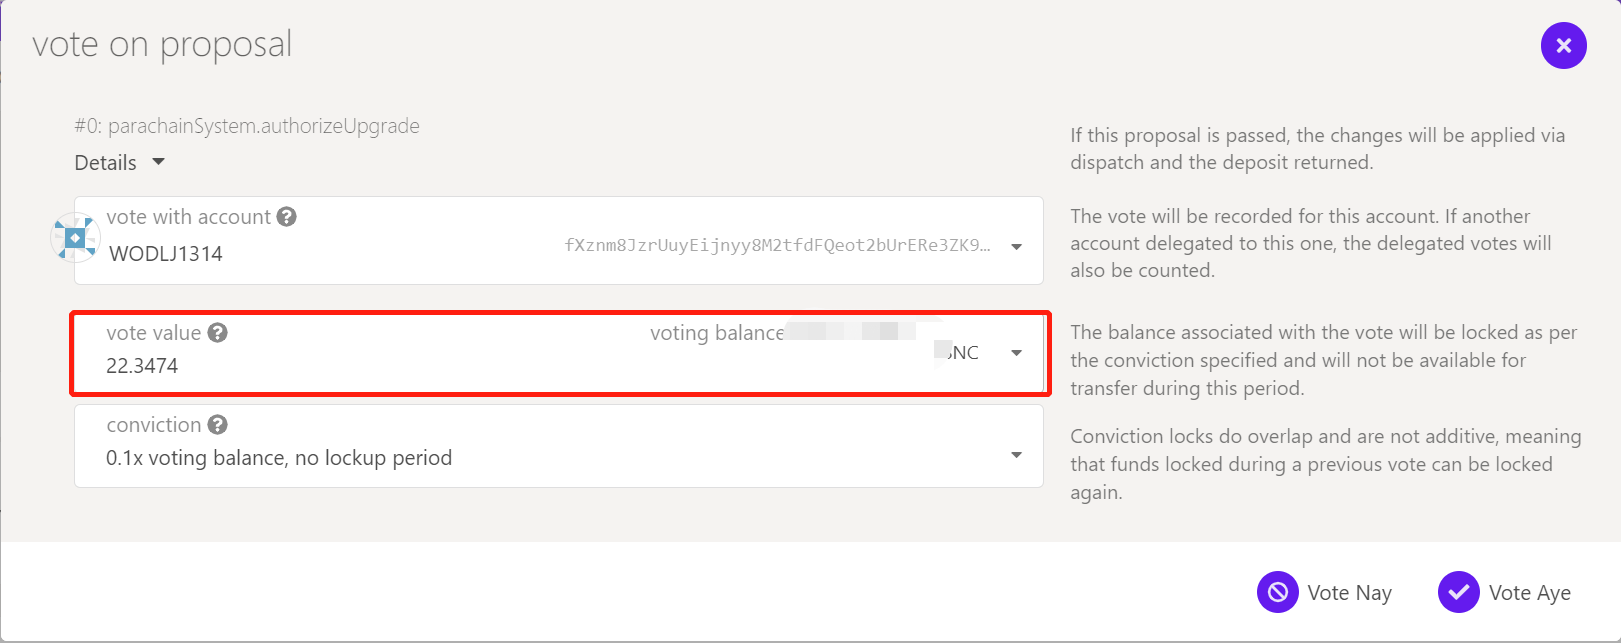 vote on proposal
#0: parachainSystem.authorizeUpgrade
Details
If this proposal is passed, the changes will be applied via
dispatch and the deposit returned.
vote with account
WODLJ1314
fXznm8JzrUuyEijnyy8M2tfdFQeot2bUrERe3ZK9...
The vote will be recorded for this account. If another
account delegated to this one, the delegated votes will
also be counted.
vote value
22.3474
voting balance
The balance associated with the vote will be locked as per
the conviction specified and will not be available for
transfer during this period.
conviction
0.1x voting balance, no lockup period
Conviction locks do overlap and are not additive, meaning
that funds locked during a previous vote can be locked
again.
Vote Nay
Vote Aye